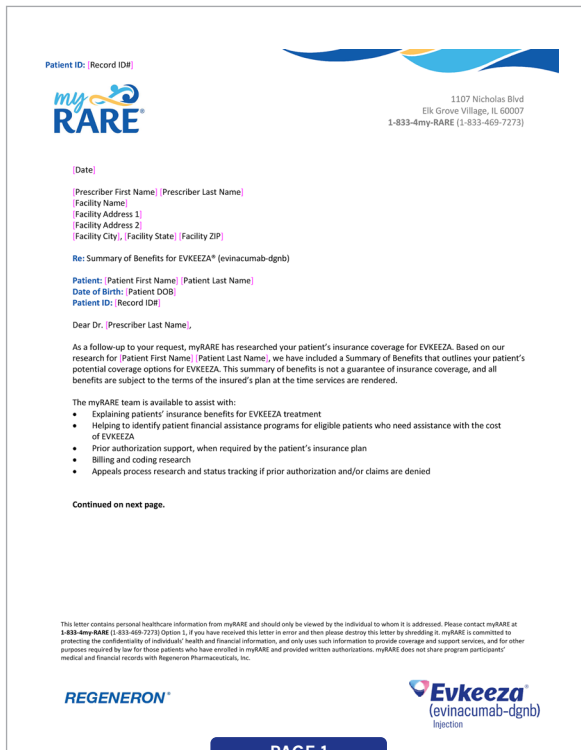 Patient ID: [Record ID#]
my
RARE®
1107 Nicholas Blvd
Elk Grove Village, IL 60007
1-833-4my-RARE (1-833-469-7273)
[Date]
[Prescriber First Name] [Prescriber Last Name]
[Facility Name]
[Facility Address 1]
[Facility Address 2]
[Facility City], [Facility State] [Facility ZIP]
Re: Summary of Benefits for EVKEEZA® (evinacumab-dgnb)
Patient: [Patient First Name] [Patient Last Name]
Date of Birth: [Patient DOB]
Patient ID: [Record ID#]
Dear Dr. [Prescriber Last Name],
As a follow-up to your request, myRARE has researched your patient's insurance coverage for EVKEEZA. Based on our
research for [Patient First Name] [Patient Last Name], we have included a Summary of Benefits that outlines your patient's
potential coverage options for EVKEEZA. This summary of benefits is not a guarantee of insurance coverage, and all
benefits are subject to the terms of the insured's plan at the time services are rendered.
The myRARE team is available to assist with:
• Explaining patients' insurance benefits for EVKEEZA treatment
• Helping to identify patient financial assistance programs for eligible patients who need assistance with the cost
of EVKEEZA
• Prior authorization support, when required by the patient's insurance plan
• Billing and coding research
• Appeals process research and status tracking if prior authorization and/or claims are denied
Continued on next page.
This letter contains personal healthcare information from myRARE and should only be viewed by the individual to whom it is addressed. Please contact myRARE at
1-833-4my-RARE (1-833-469-7273) Option 1, if you have received this letter in error and then please destroy this letter by shredding it. myRARE is committed to
protecting the confidentiality of individuals' health and financial information, and only uses such information to provide coverage and support services, and for other
purposes required by law for those patients who have enrolled in myRARE and provided written authorizations. myRARE does not share program participants'
medical and financial records with Regeneron Pharmaceuticals, Inc.
REGENERON®
Evkeeza®
(evinacumab-dgnb)
Injection
PAGE 1